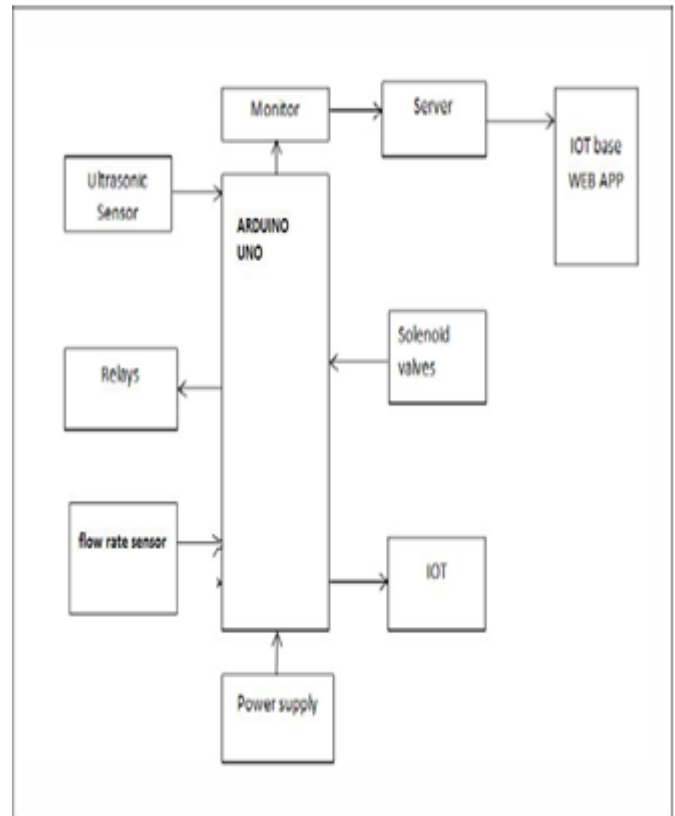 Monitor
Server
IOT base
WEB APP
Ultrasonic
Sensor
ARDUINO
UNO
Solenoid
valves
Relays
flow rate sensor
IOT
Power supply